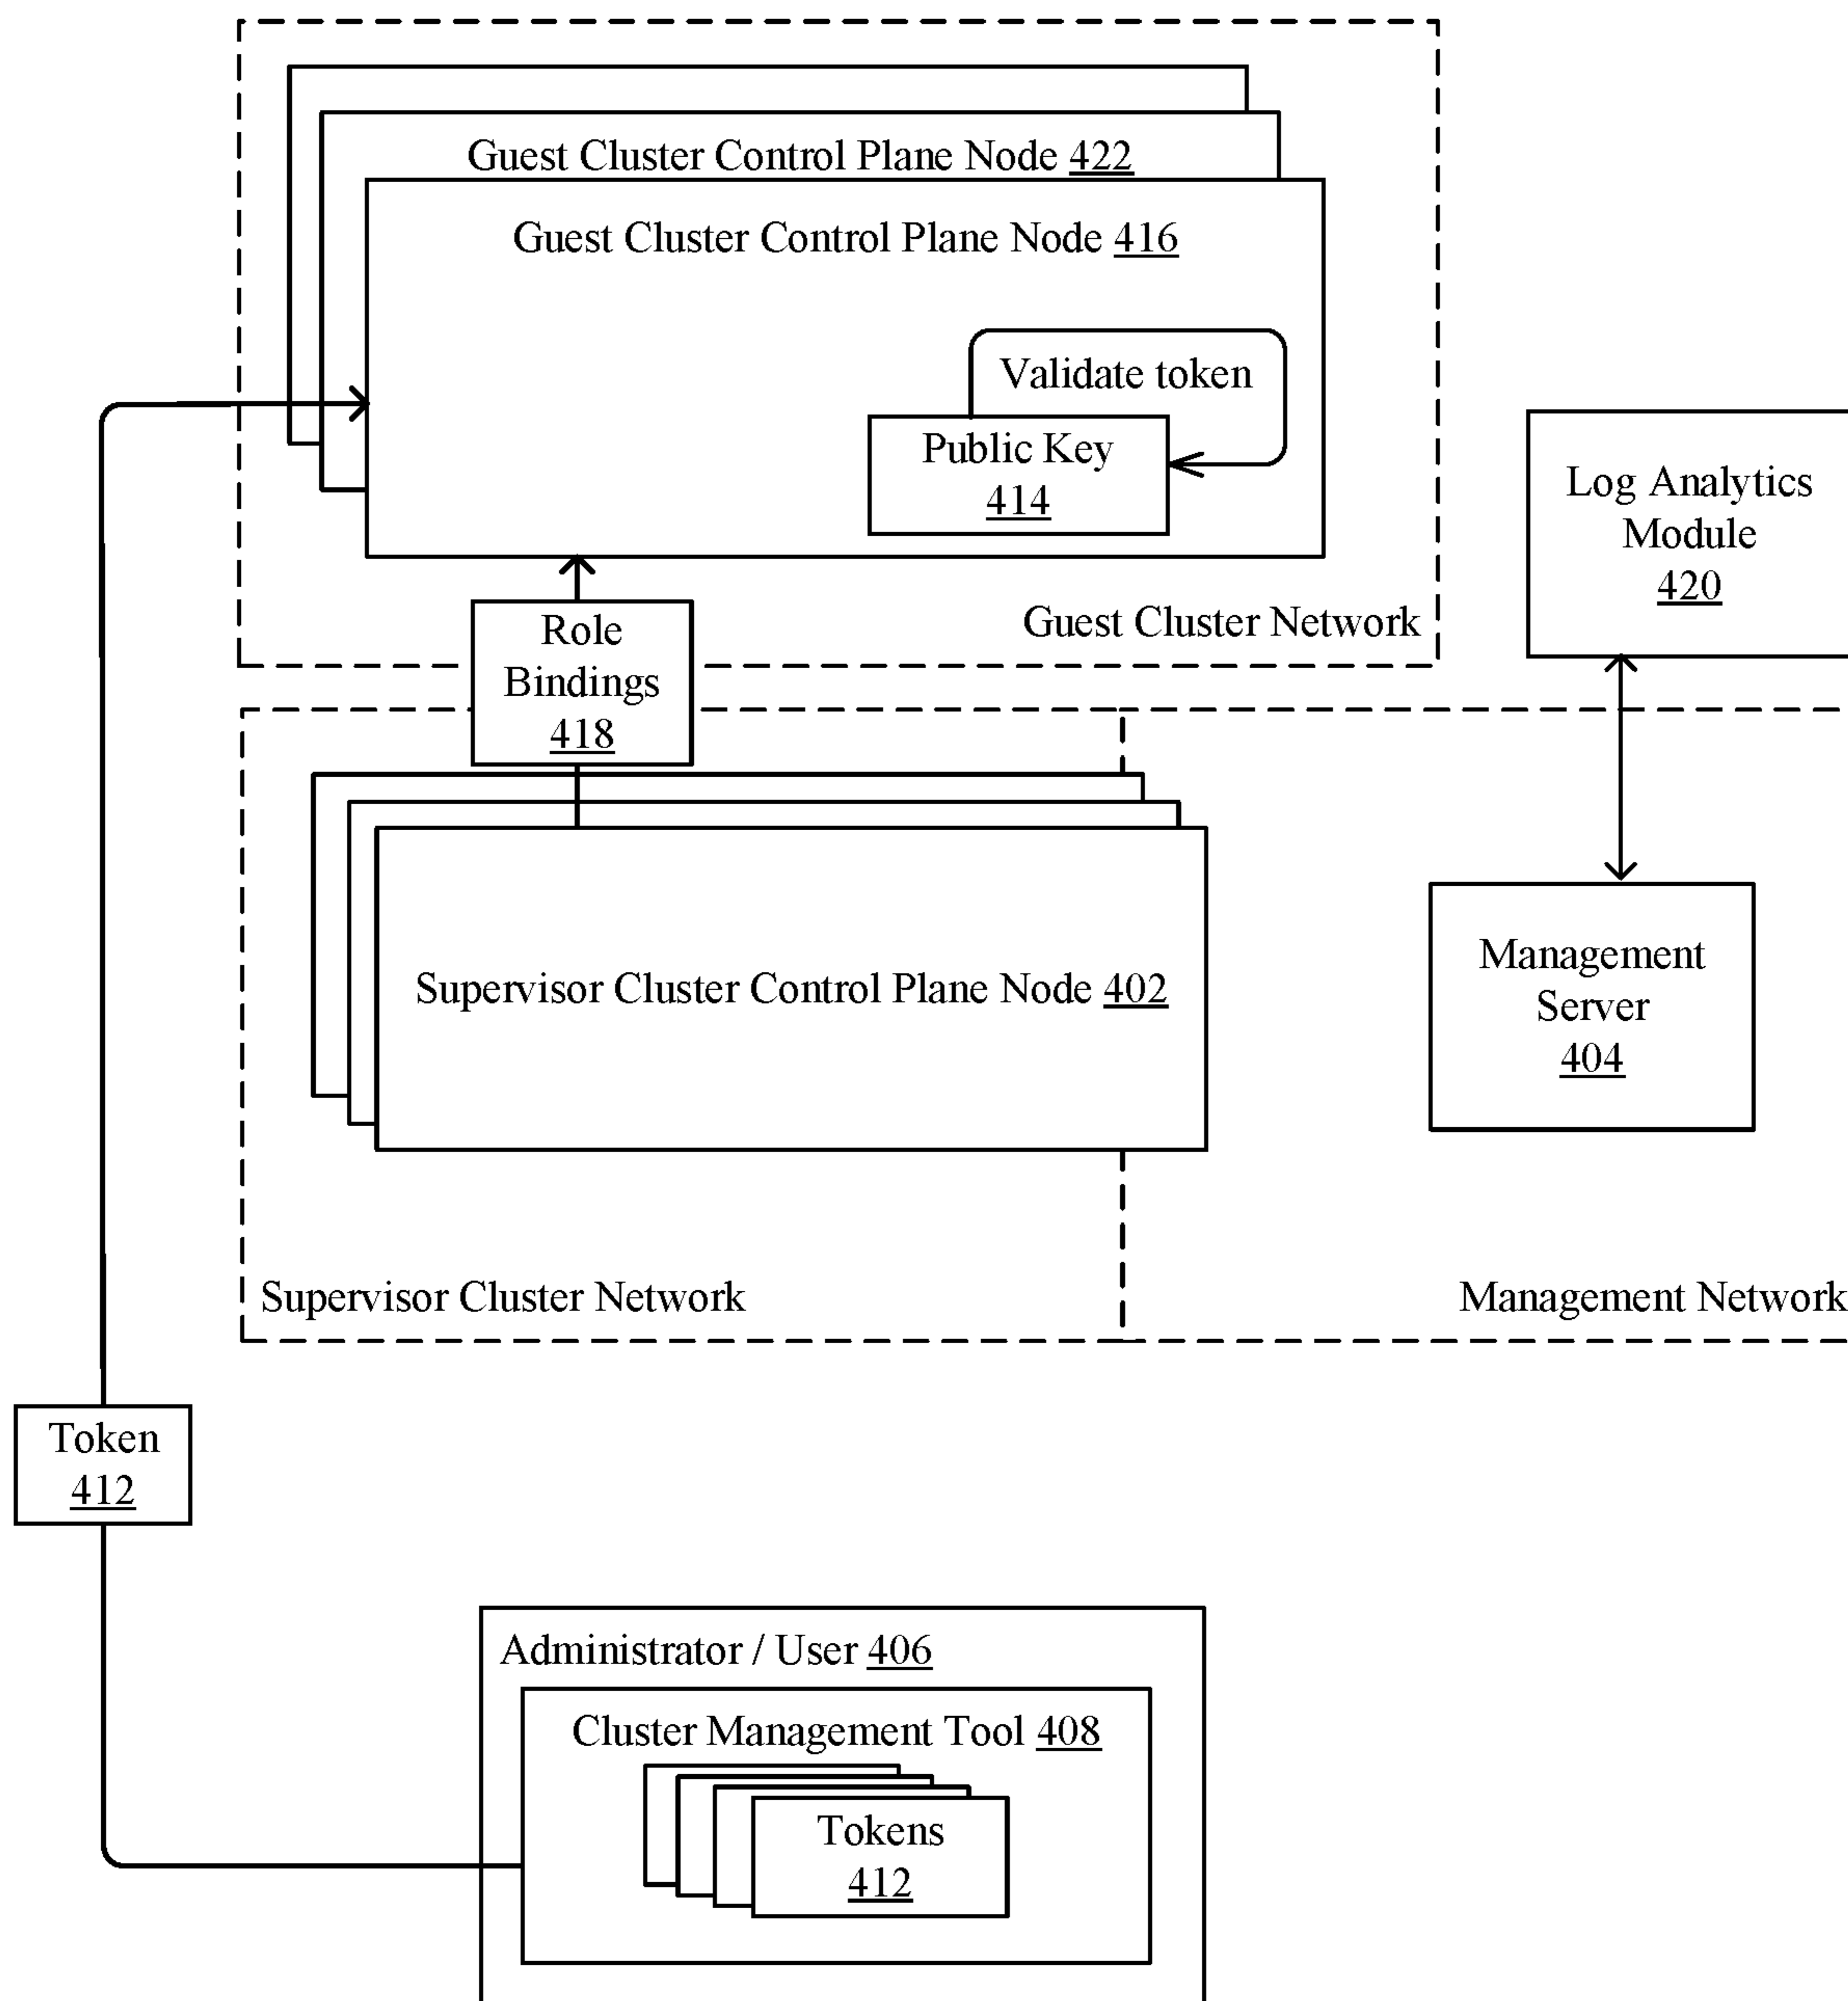 Guest Cluster Control Plane Node 422
Guest Cluster Control Plane Node 416
Validate token
Public Key
414
Log Analytics
Module
420
Role
Bindings
418
Guest Cluster Network
Supervisor Cluster Control Plane Node 402
Management
Server
404
Supervisor Cluster Network
Management Network
Token
412
Administrator / User 406
Cluster Management Tool 408
Tokens
412